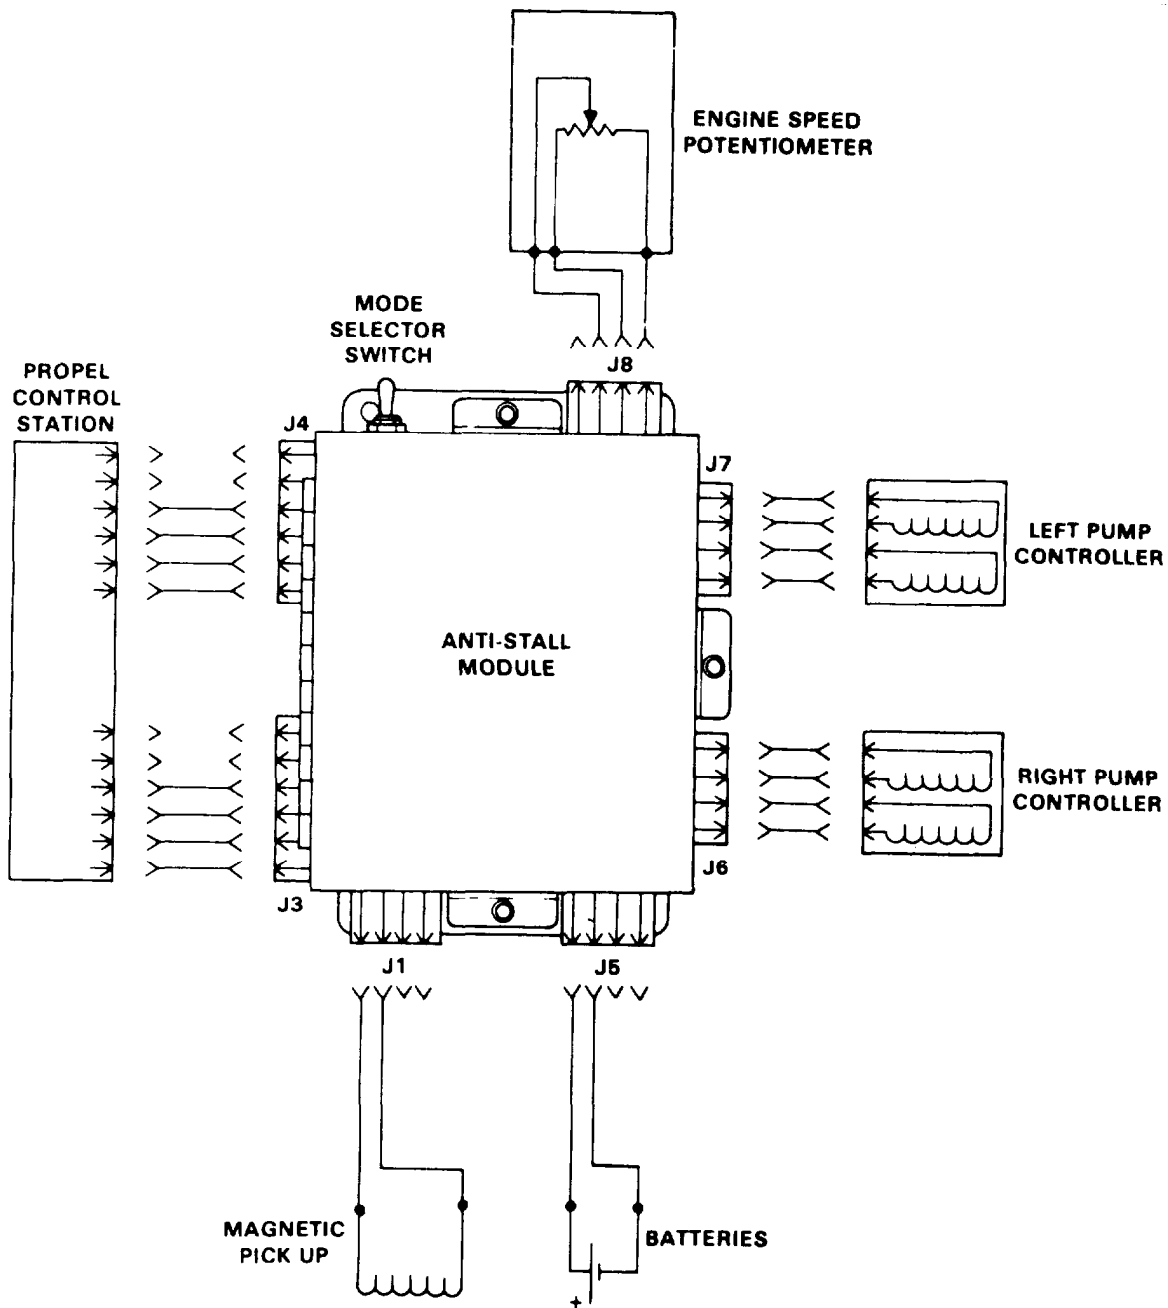 ENGINE SPEED
POTENTIOMETER
MODE
SELECTOR
SWITCH
J8
PROPEL
CONTROL
STATION
J4
J7
LEFT PUMP
CONTROLLER
ANTI-STALL
MODULE
RIGHT PUMP
CONTROLLER
J6
J3
J1
J5
MAGNETIC
PICK UP
BATTERIES
+